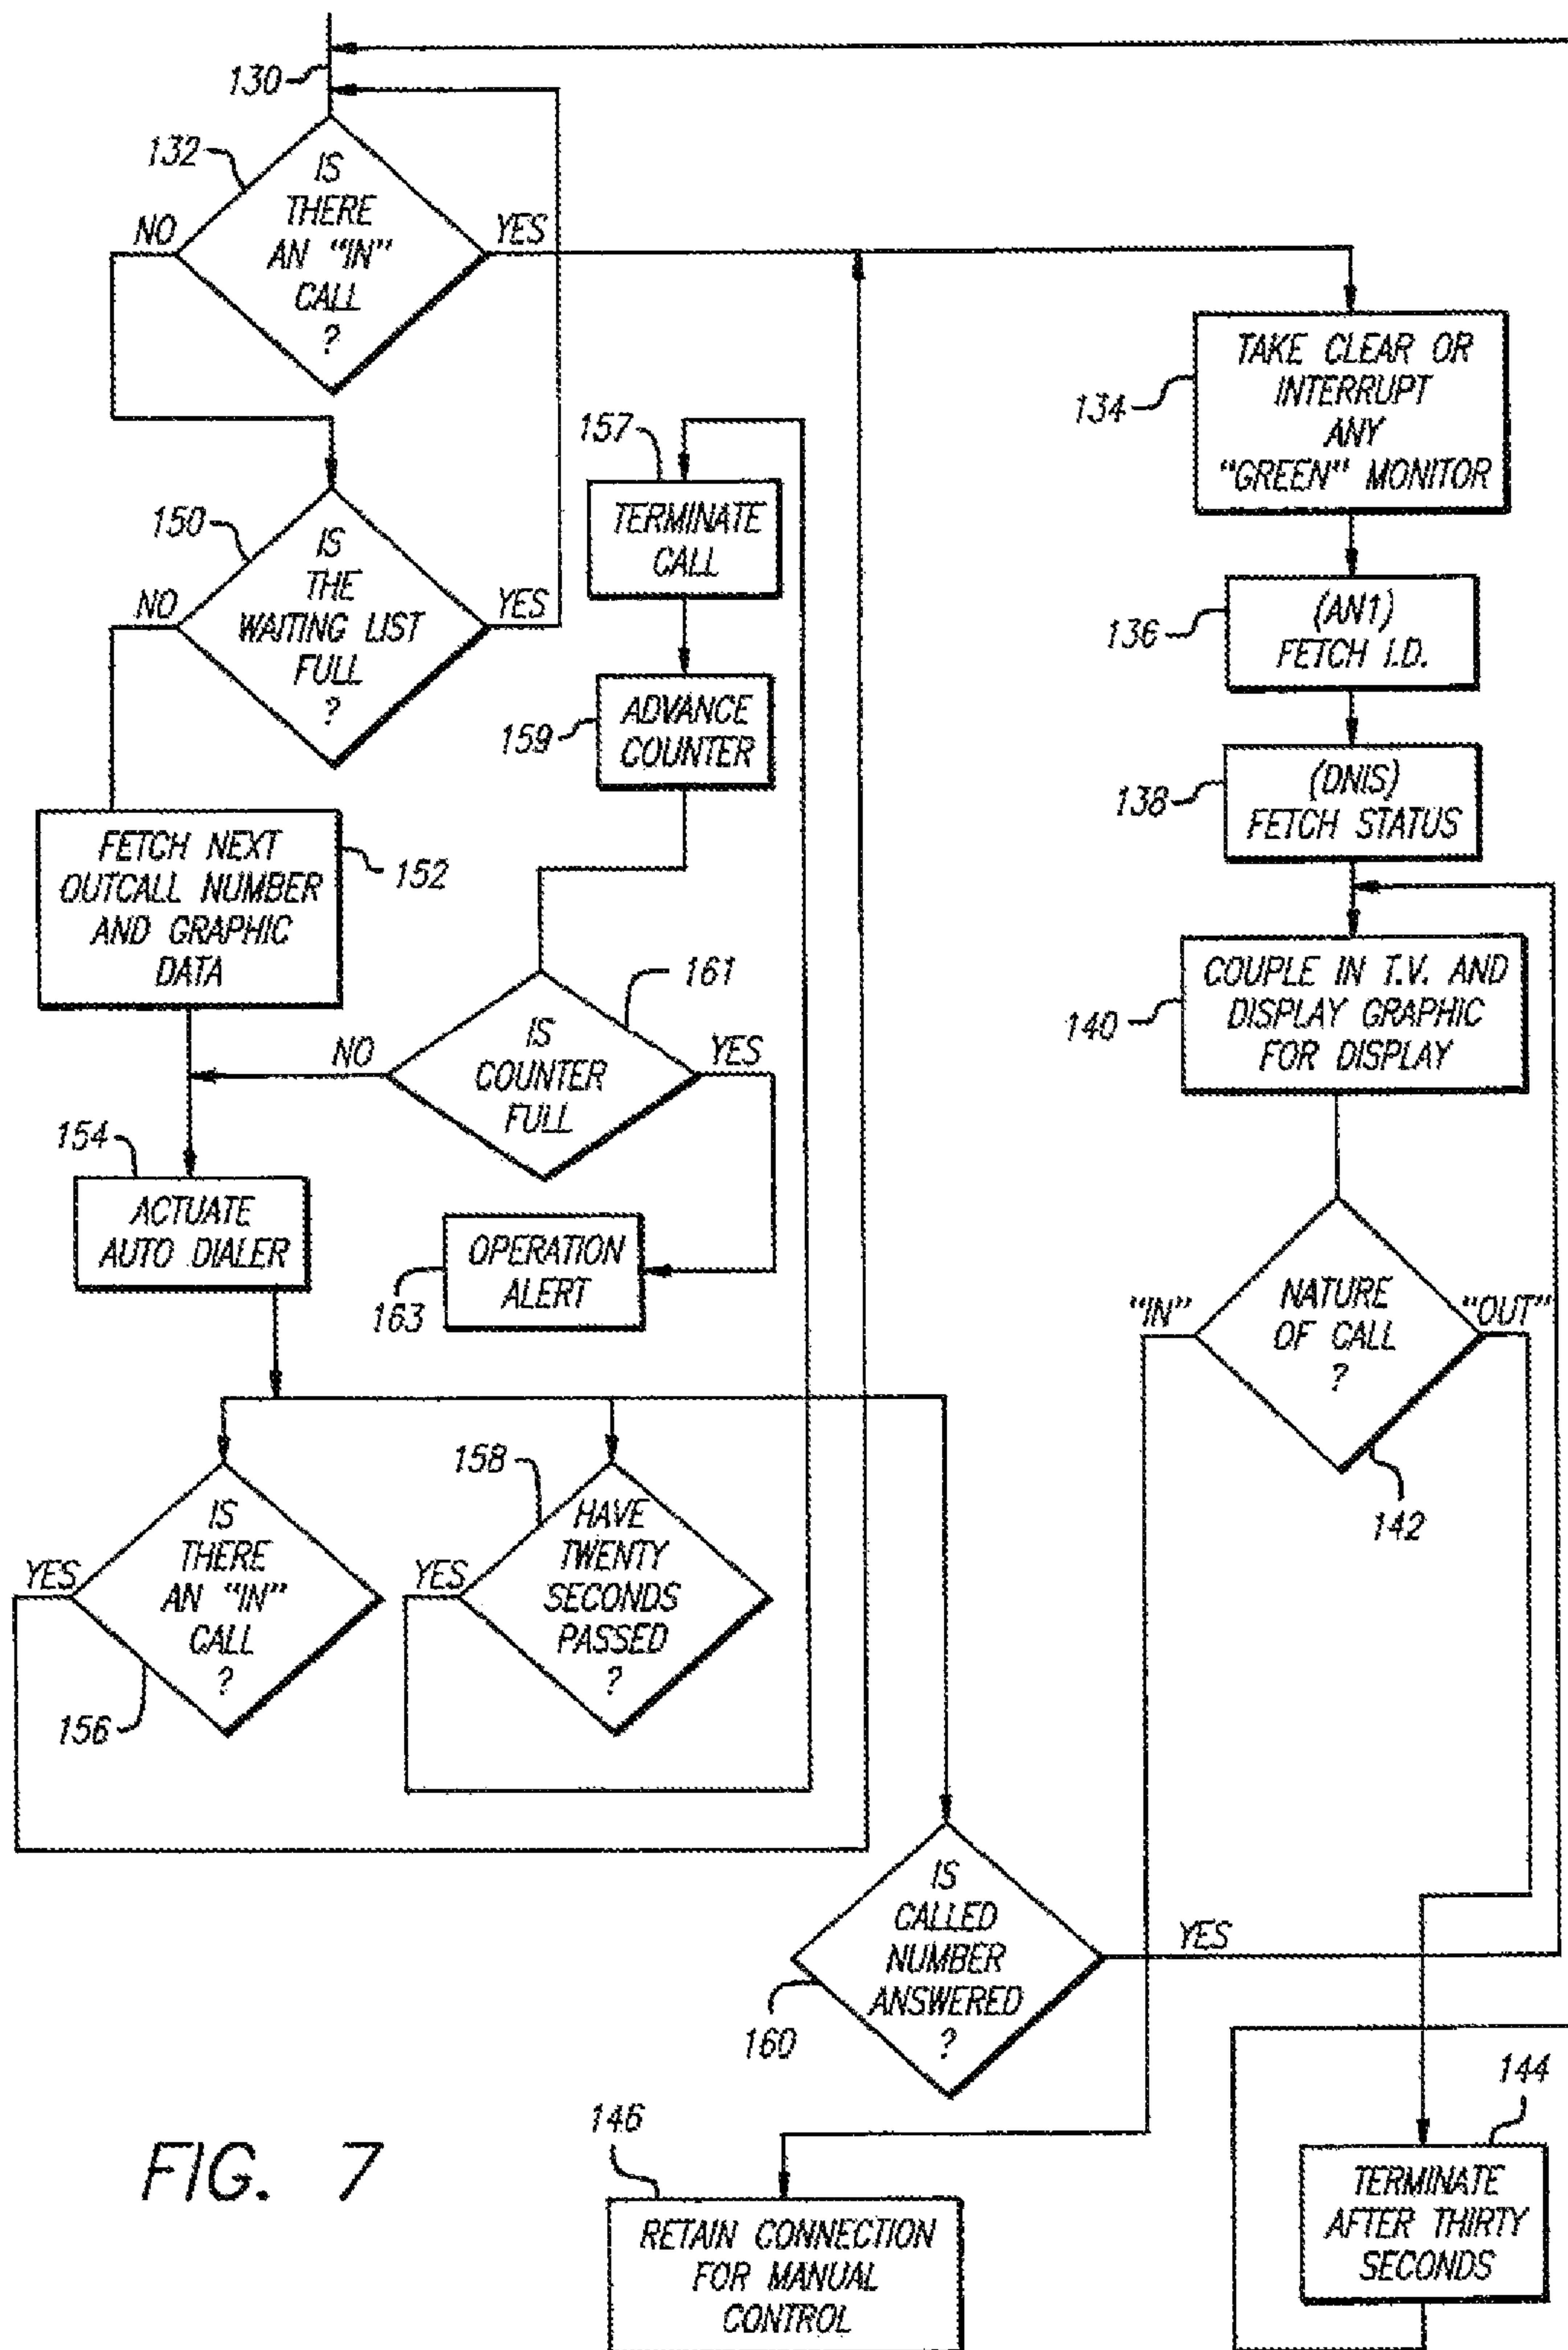 130
132
IS
THERE
AN "IN"
CALL
?
NO
YES
134
TAKE CLEAR OR
INTERRUPT
ANY
"GREEN" MONITOR
136
(AN1)
FETCH I.D.
138
(DNIS)
FETCH STATUS
140
COUPLE IN T.V. AND
DISPLAY GRAPHIC
FOR DISPLAY
"IN"
NATURE
OF CALL
?
"OUT"
142
150
IS
THE
WAITING LIST
FULL
?
NO
YES
157
TERMINATE
CALL
159
ADVANCE
COUNTER
FETCH NEXT
OUTCALL NUMBER
AND GRAPHIC
DATA
152
161
IS
COUNTER
FULL
NO
YES
154
ACTUATE
AUTO DIALER
OPERATION
ALERT
163
IS
THERE
AN "IN"
CALL
?
YES
156
158
HAVE
TWENTY
SECONDS
PASSED
?
YES
IS
CALLED
NUMBER
ANSWERED
?
YES
160
144
TERMINATE
AFTER THIRTY
SECONDS
146
RETAIN CONNECTION
FOR MANUAL
CONTROL
FIG. 7